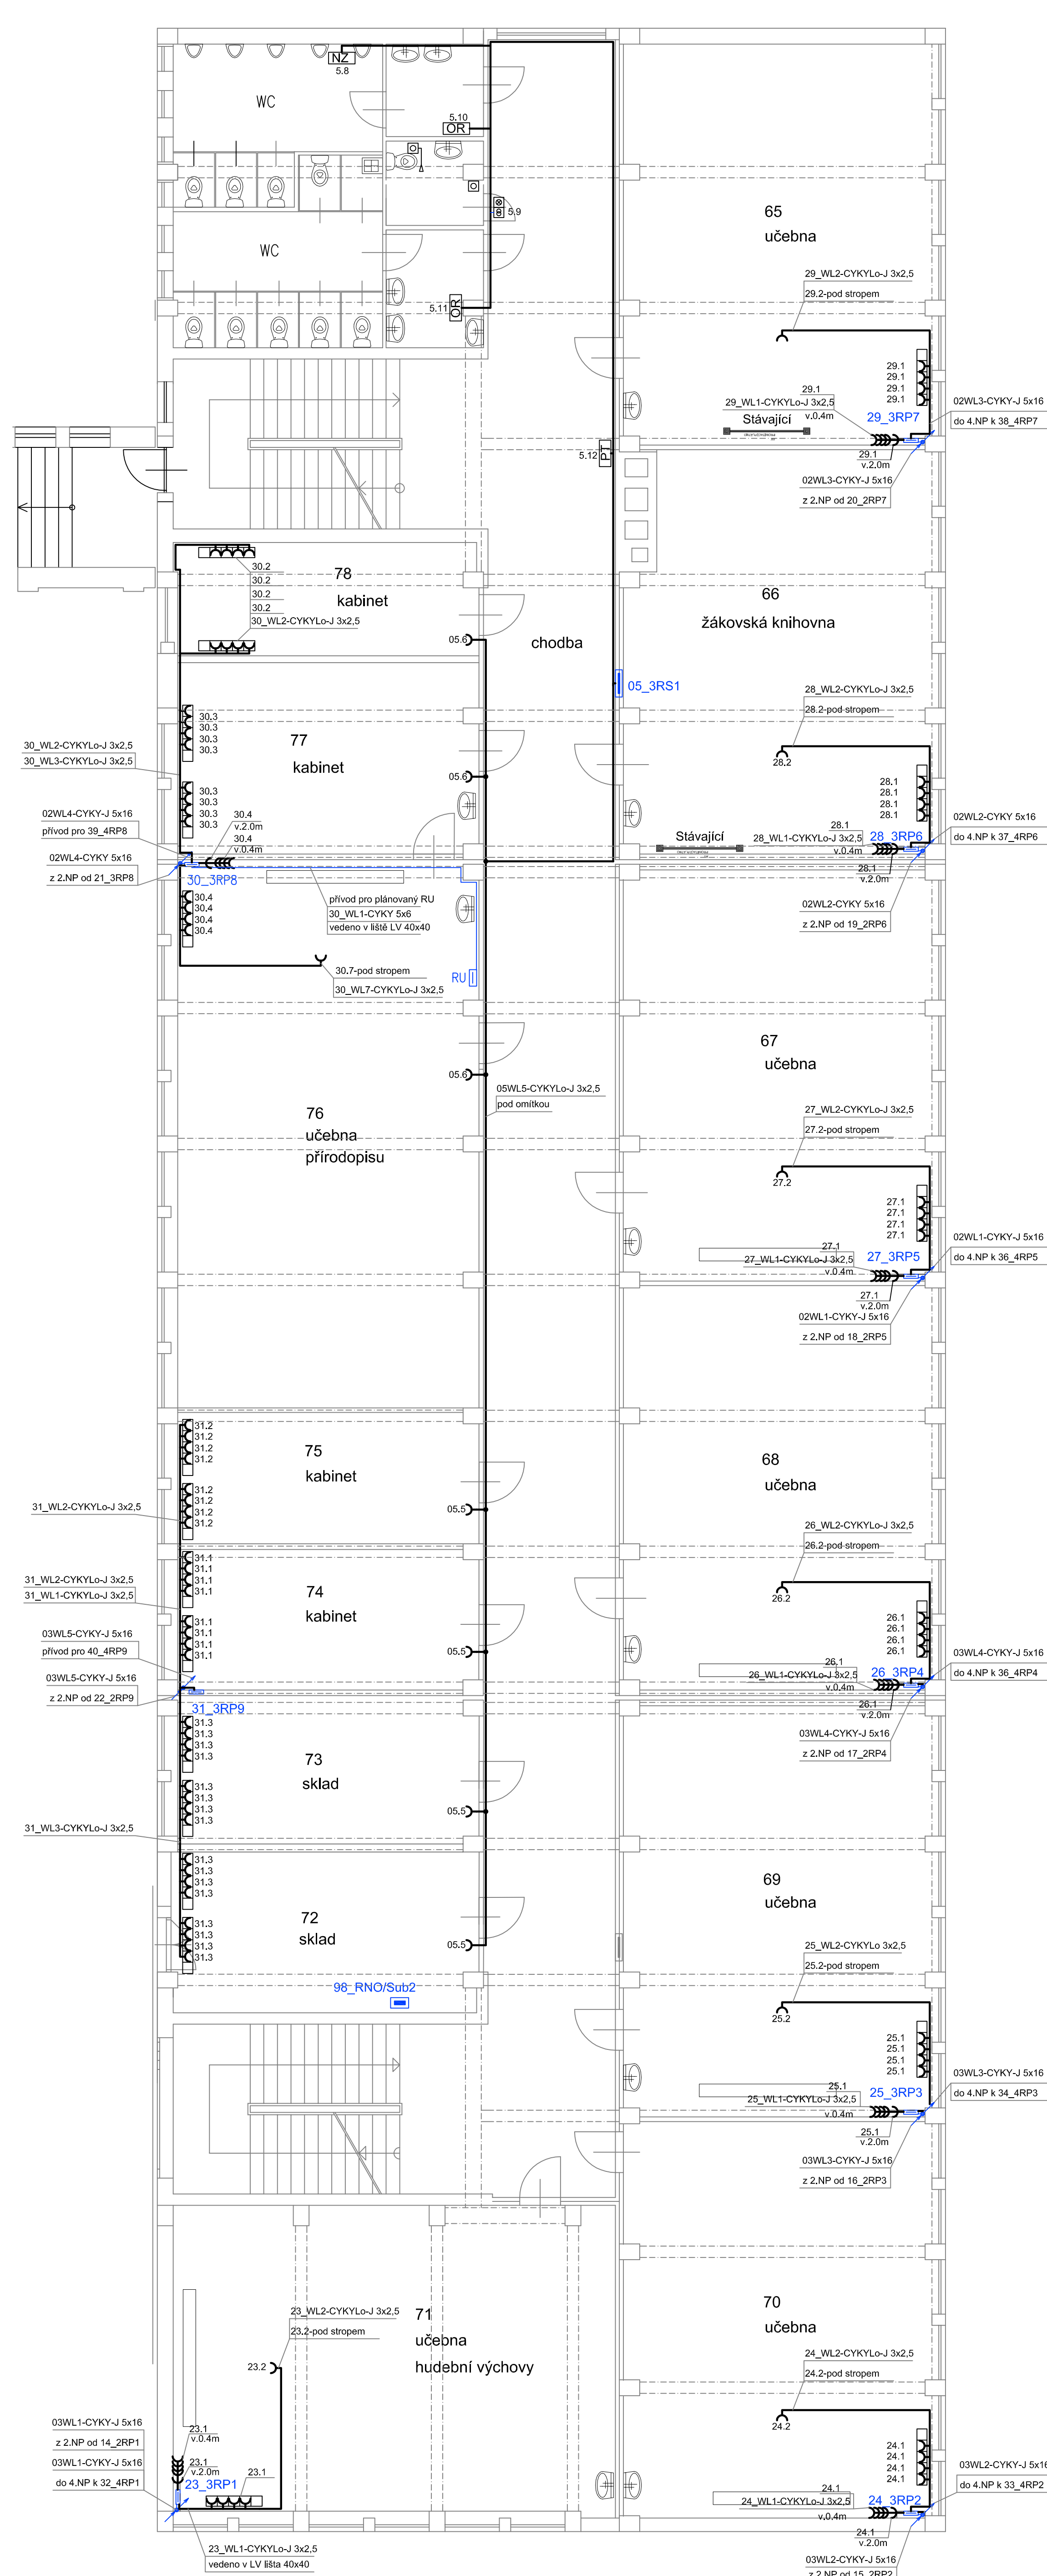 NZ
5.8
WC
5.10
OR
5.9
WC
5.11
OR
65
učebna
29_WL2-CYKYLo-J 3x2,5
29.2-pod stropem
29.1
29.1
29.1
29.1
29.1
29_WL1-CYKYLo-J 3x2,5
v.0.4m
29_3RP7
Stávající
02WL3-CYKY-J 5x16
do 4.NP k 38_4RP7
29.1
v.2.0m
02WL3-CYKY-J 5x16
z 2.NP od 20_2RP7
5.12
PT
78
kabinet
30.2
30.2
30.2
30.2
30_WL2-CYKYLo-J 3x2,5
05.6
chodba
05_3RS1
66
žákovská knihovna
28_WL2-CYKYLo-J 3x2,5
28.2-pod stropem
28.2
28.1
28.1
28.1
28.1
Stávající
28.1
28_WL1-CYKYLo-J 3x2,5
v.0.4m
28_3RP6
02WL2-CYKY 5x16
do 4.NP k 37_4RP6
28.1
v.2.0m
02WL2-CYKY 5x16
z 2.NP od 19_2RP6
30.3
30.3
30.3
30.3
77
kabinet
05.6
30_WL2-CYKYLo-J 3x2,5
30_WL3-CYKYLo-J 3x2,5
30.3
30.3
30.3
30.3
02WL4-CYKY-J 5x16
přívod pro 39_4RP8
30.4
v.2.0m
30.4
v.0.4m
02WL4-CYKY 5x16
z 2.NP od 21_3RP8
30_3RP8
30.4
30.4
30.4
30.4
přívod pro plánovaný RU
30_WL1-CYKY 5x6
vedeno v liště LV 40x40
30.7-pod stropem
30_WL7-CYKYLo-J 3x2,5
RU
67
učebna
05.6
05WL5-CYKYLo-J 3x2,5
pod omítkou
76
učebna
přírodopisu
27_WL2-CYKYLo-J 3x2,5
27.2-pod stropem
27.2
27.1
27.1
27.1
27.1
27.1
27_WL1-CYKYLo-J 3x2,5
v.0.4m
27_3RP5
02WL1-CYKY-J 5x16
do 4.NP k 36_4RP5
27.1
v.2.0m
02WL1-CYKY-J 5x16
z 2.NP od 18_2RP5
31.2
31.2
31.2
31.2
75
kabinet
31.2
31.2
31.2
31.2
31_WL2-CYKYLo-J 3x2,5
05.5
68
učebna
26_WL2-CYKYLo-J 3x2,5
26.2-pod stropem
26.2
26.1
26.1
26.1
26.1
26.1
26_WL1-CYKYLo-J 3x2,5
v.0.4m
26_3RP4
03WL4-CYKY-J 5x16
do 4.NP k 36_4RP4
26.1
v.2.0m
03WL4-CYKY-J 5x16
z 2.NP od 17_2RP4
31.1
31.1
31.1
31.1
31_WL2-CYKYLo-J 3x2,5
31_WL1-CYKYLo-J 3x2,5
74
kabinet
31.1
31.1
31.1
31.1
05.5
03WL5-CYKY-J 5x16
přívod pro 40_4RP9
03WL5-CYKY-J 5x16
z 2.NP od 22_2RP9
31_3RP9
31.3
31.3
31.3
31.3
73
sklad
31.3
31.3
31.3
31.3
05.5
31_WL3-CYKYLo-J 3x2,5
31.3
31.3
31.3
31.3
72
sklad
31.3
31.3
31.3
31.3
05.5
98_RNO/Sub2
69
učebna
25_WL2-CYKYLo 3x2,5
25.2-pod stropem
25.2
25.1
25.1
25.1
25.1
25.1
25_WL1-CYKYLo-J 3x2,5
v.0.4m
25_3RP3
03WL3-CYKY-J 5x16
do 4.NP k 34_4RP3
25.1
v.2.0m
03WL3-CYKY-J 5x16
z 2.NP od 16_2RP3
71
učebna
hudební výchovy
23_WL2-CYKYLo-J 3x2,5
23.2-pod stropem
23.2
70
učebna
24_WL2-CYKYLo-J 3x2,5
24.2-pod stropem
24.2
24.1
24.1
24.1
24.1
24.1
24_WL1-CYKYLo-J 3x2,5
v.0.4m
24_3RP2
03WL2-CYKY-J 5x16
do 4.NP k 33_4RP2
24.1
v.2.0m
03WL2-CYKY-J 5x16
z 2.NP od 15_2RP2
03WL1-CYKY-J 5x16
z 2.NP od 14_2RP1
03WL1-CYKY-J 5x16
do 4.NP k 32_4RP1
23.1
v.0.4m
23.1
v.2.0m
23_3RP1
23.1
23_WL1-CYKYLo-J 3x2,5
vedeno v LV lišta 40x40